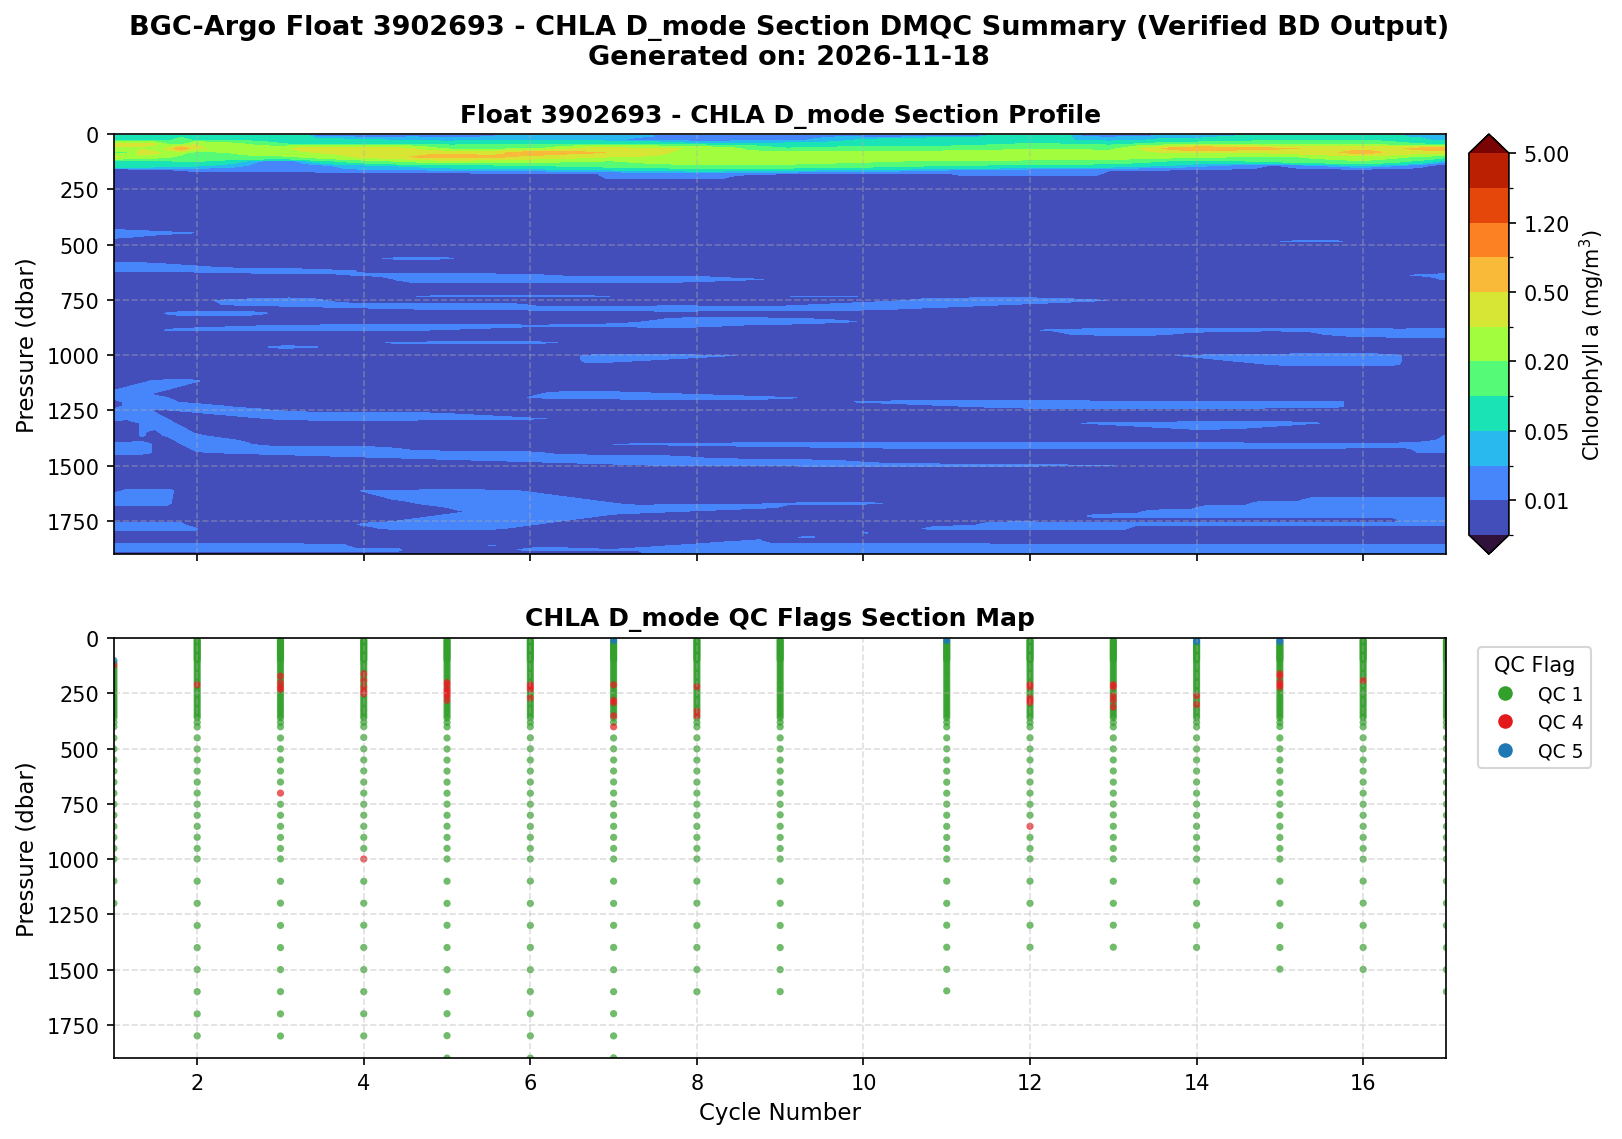 BGC-Argo Float 3902693 - CHLA D_mode Section DMQC Summary (Verified BD Output)
Generated on: 2026-11-18
Float 3902693 - CHLA D_mode Section Profile
Pressure (dbar)
0
250
500
750
1000
1250
1500
1750
5.00
1.20
0.50
0.20
0.05
0.01
Chlorophyll a (mg/m³)
CHLA D_mode QC Flags Section Map
Pressure (dbar)
0
250
500
750
1000
1250
1500
1750
2 4 6 8 10 12 14 16
Cycle Number
QC Flag
QC 1
QC 4
QC 5